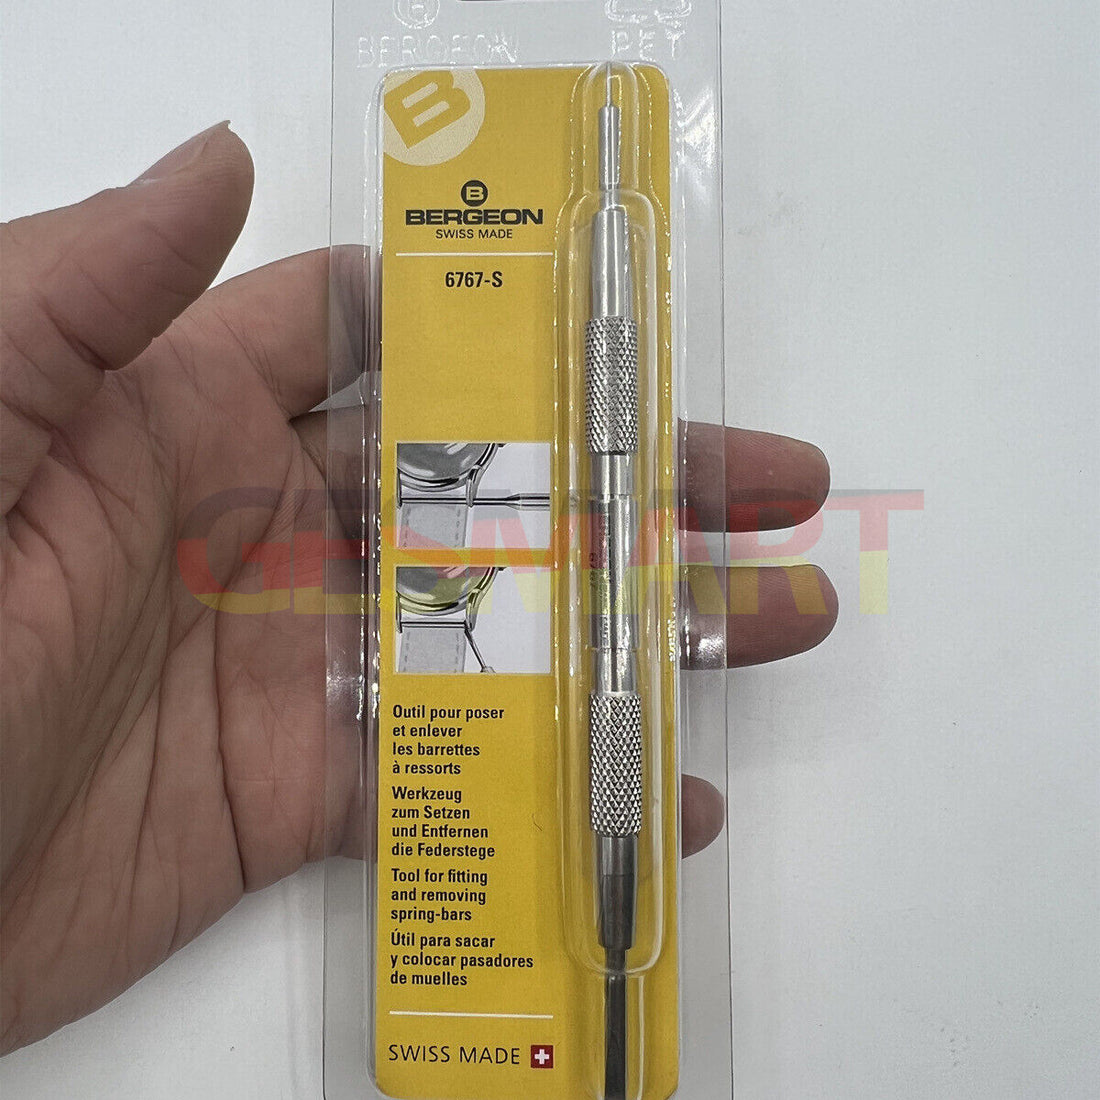 BERGEON
PET
B
B
BERGEON
SWISS MADE
6767-S
GESMART
Outil pour poser
et enlever
les barrettes
à ressorts
Werkzeug
zum Setzen
und Entfernen
die Federstege
Tool for fitting
and removing
spring-bars
Útil para sacar
y colocar pasadores
de muelles
SWISS MADE